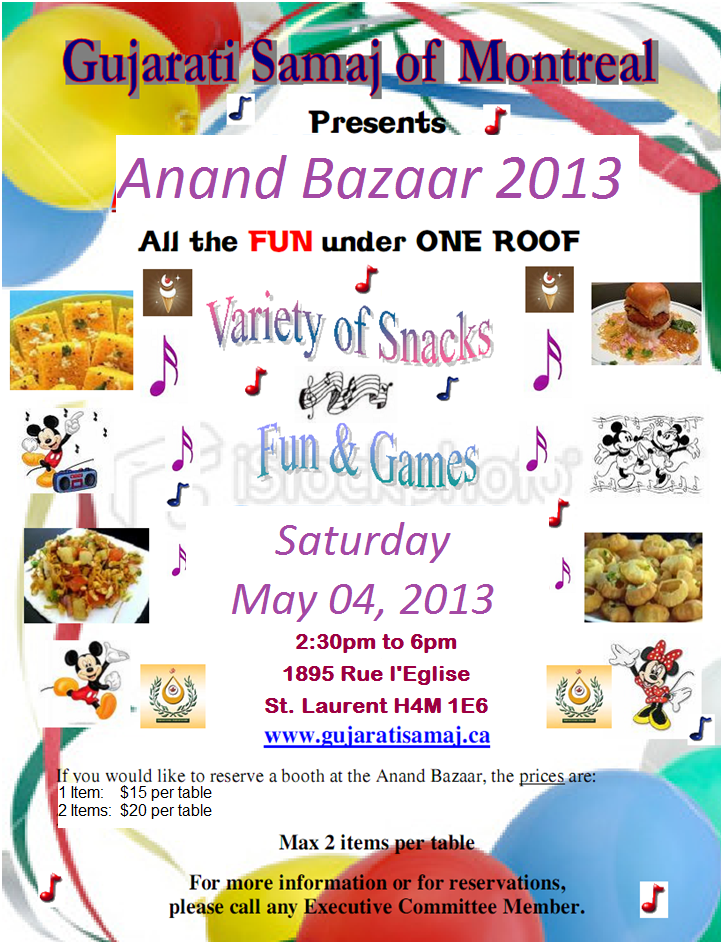 Gujarati Samaj of Montreal
Presents
Anand Bazaar 2013
All the FUN under ONE ROOF
Variety of Snacks
Fun & Games
iStockphoto
Saturday
May 04, 2013
2:30pm to 6pm
1895 Rue l'Eglise
St. Laurent H4M 1E6
www.gujaratisamaj.ca
If you would like to reserve a booth at the Anand Bazaar, the prices are:
1 Item: $15 per table
2 Items: $20 per table
Max 2 items per table
For more information or for reservations,
please call any Executive Committee Member.